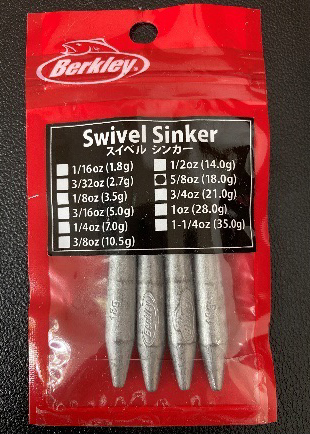 Berkley
Swivel Sinker
スイベル シンカー
1/16oz (1.8g)
3/32oz (2.7g)
1/8oz (3.5g)
3/16oz (5.0g)
1/4oz (7.0g)
3/8oz (10.5g)
1/2oz (14.0g)
5/8oz (18.0g)
3/4oz (21.0g)
1oz (28.0g)
1-1/4oz (35.0g)
Berkley